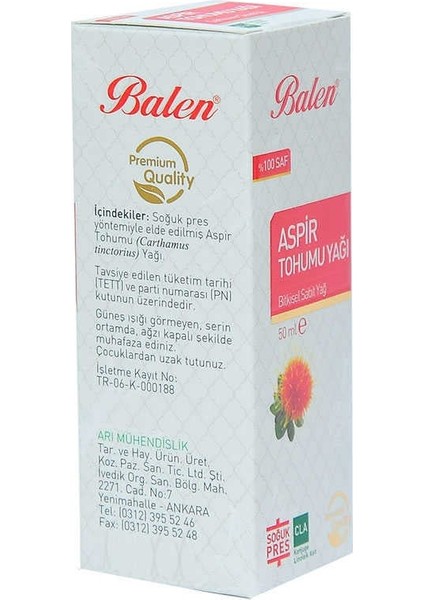 Balen®
Premium
Quality
İçindekiler: Soğuk pres
yöntemiyle elde edilmiş Aspir
Tohumu (Carthamus
tinctorius) Yağı.
Tavsiye edilen tüketim tarihi
(TETT) ve parti numarası (PN)
kutunun üzerindedir.
Güneş ışığı görmeyen, serin
ortamda, ağzı kapalı şekilde
muhafaza ediniz.
Çocuklardan uzak tutunuz.
İşletme Kayıt No:
TR-06-K-000188
ARI MÜHENDİSLİK
Tar. ve Hay. Ürün. Üret.
Koz. Paz. San. Tic. Ltd. Şti.
İvedik Org. San. Bölg. Mah.
2271. Cad. No:7
Yenimahalle - ANKARA
Tel: (0312) 395 52 46
Fax: (0312) 395 52 48
Balen®
%100 SAF
ASPİR
TOHUMU YAĞI
Bitkisel Sabit Yağ
50 ml ℮
SOĞUK
PRES
CLA
Konjuge
Linoleik Asit